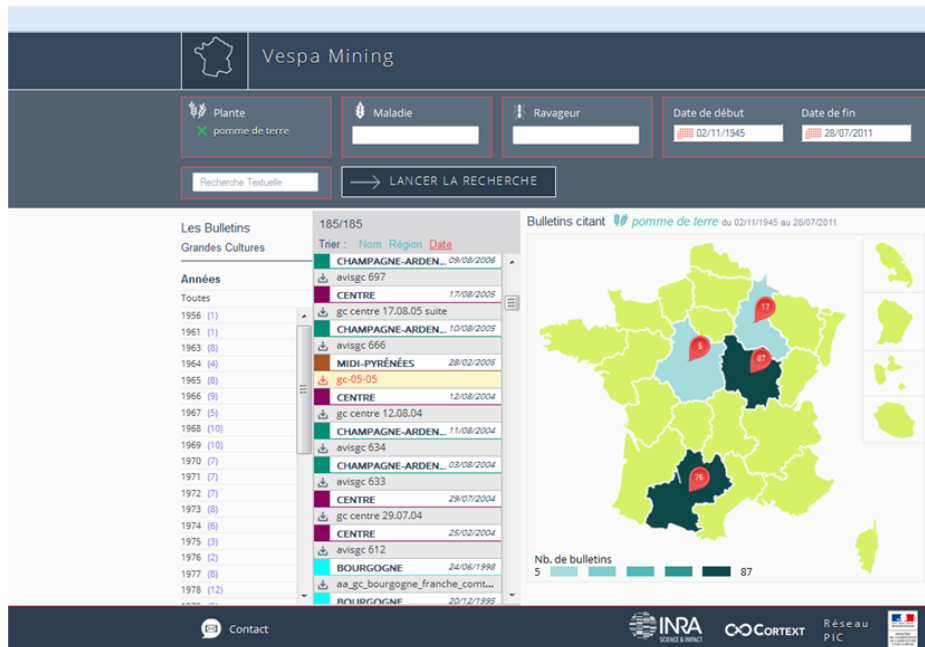 Vespa Mining
Plante
pomme de terre
Maladie
Ravageur
Date de début
Date de fin
02/11/1945
28/07/2011
Recherche Textuelle
LANCER LA RECHERCHE
Les Bulletins
Grandes Cultures
Années
Toutes
1956 (1)
1961 (1)
1963 (8)
1964 (4)
1965 (8)
1966 (9)
1967 (5)
1968 (10)
1969 (10)
1970 (7)
1971 (7)
1972 (7)
1973 (8)
1974 (6)
1975 (3)
1976 (2)
1977 (8)
1978 (12)
185/185
Trier : Nom Région Date
CHAMPAGNE-ARDEN... 09/08/2006
avisgc 697
CENTRE 17/08/2005
gc centre 17.08.05 suite
CHAMPAGNE-ARDEN... 10/08/2005
avisgc 666
MIDI-PYRÉNÉES 28/02/2005
gc-05-05
CENTRE 12/08/2004
gc centre 12.08.04
CHAMPAGNE-ARDEN... 11/08/2004
avisgc 634
CHAMPAGNE-ARDEN... 03/08/2004
avisgc 633
CENTRE 29/07/2004
gc centre 29.07.04
CENTRE 25/02/2004
avisgc 612
BOURGOGNE 24/06/1998
aa_gc_bourgogne_franche_comt...
BOURGOGNE 20/12/1995
Bulletins citant pomme de terre du 02/11/1945 au 28/07/2011
17
5
87
76
Nb. de bulletins
5 87
Contact
INRA
SCIENCE & IMPACT
CORTEXT
Réseau
PIC